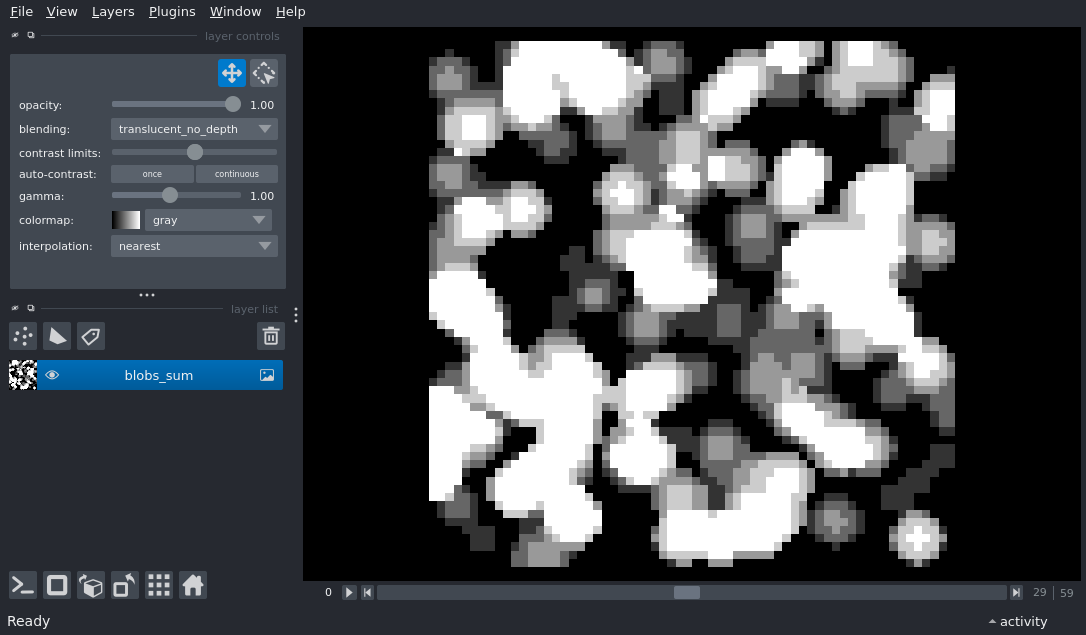 File View Layers Plugins Window Help
layer controls
opacity: 1.00
blending: translucent_no_depth
contrast limits:
auto-contrast: once continuous
gamma: 1.00
colormap: gray
interpolation: nearest
layer list
blobs_sum
0 29 59
Ready activity